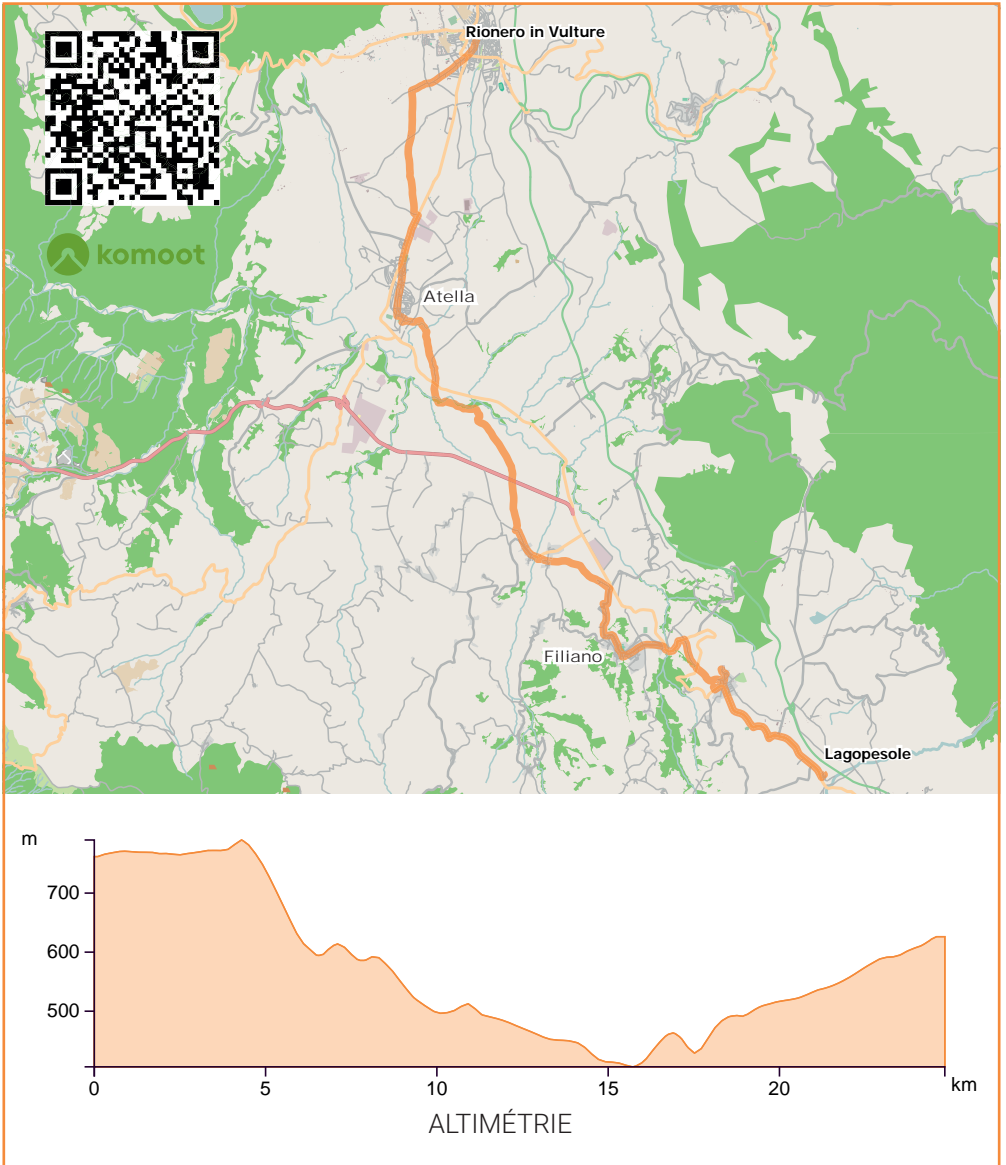 Rionero in Vulture
komoot
Atella
Filiano
Lagopesole
m
700
600
500
0 5 10 15 20 km
ALTIMÉTRIE